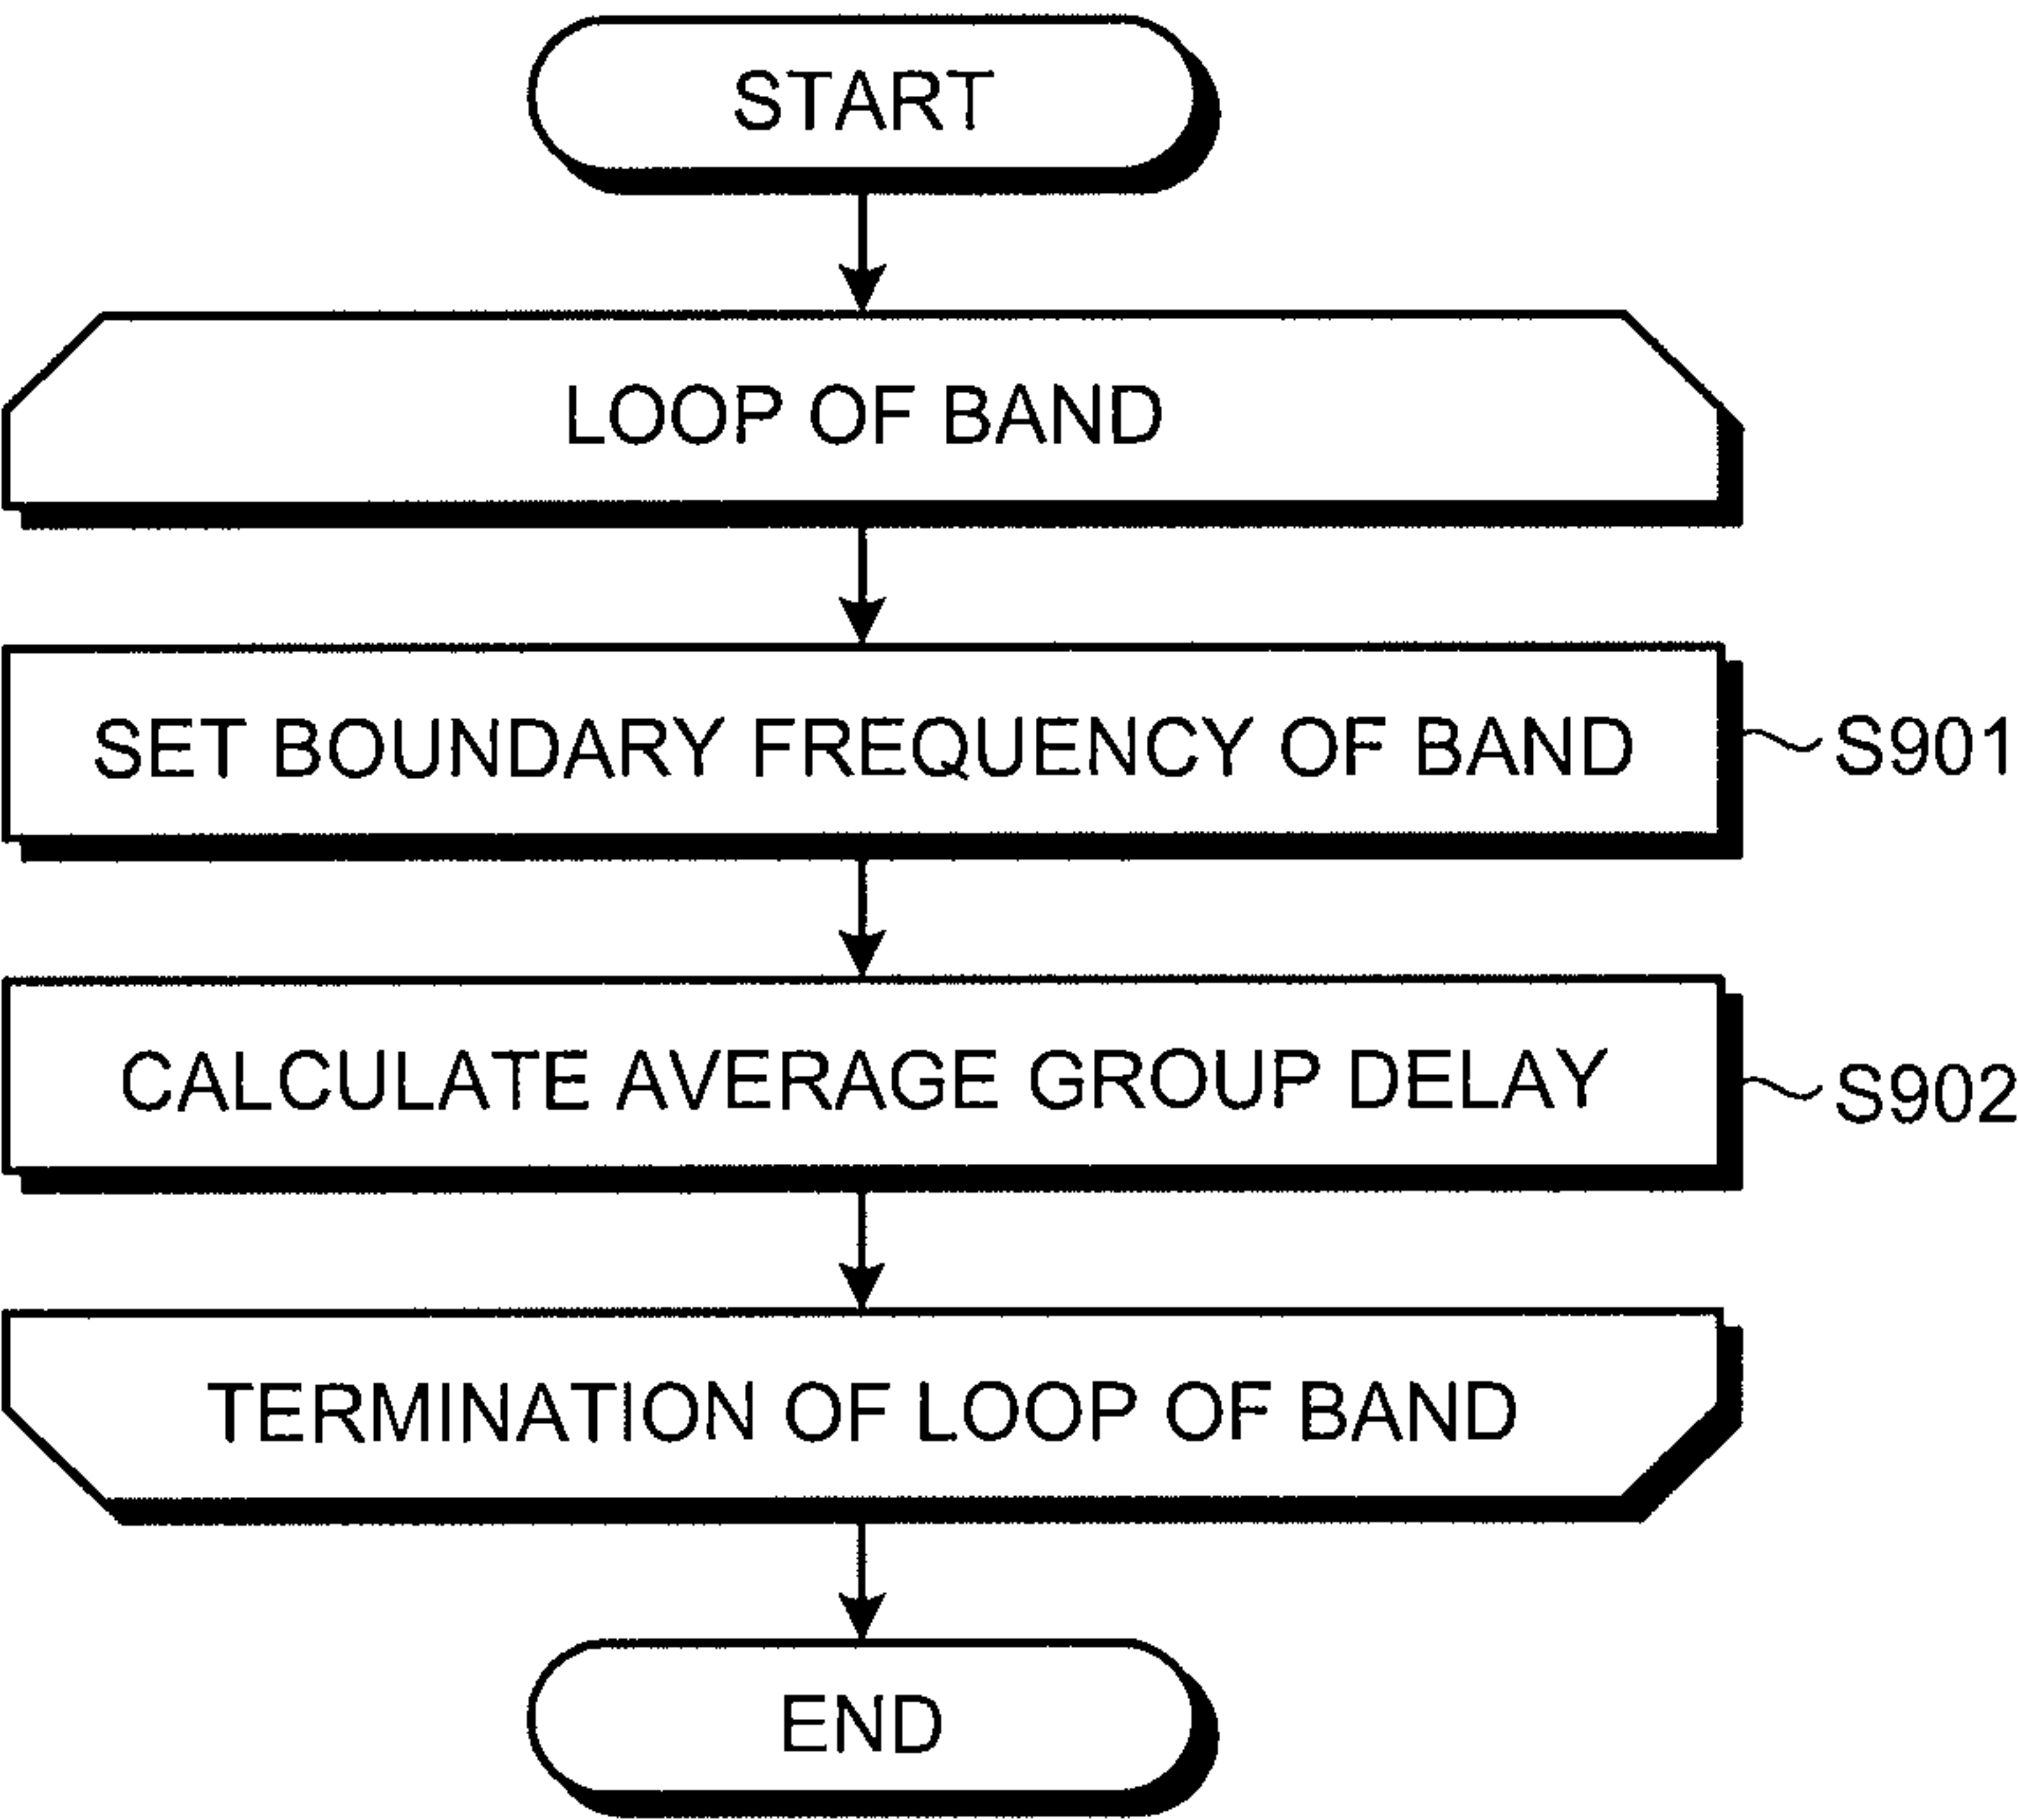 START
LOOP OF BAND
SET BOUNDARY FREQUENCY OF BAND
S901
CALCULATE AVERAGE GROUP DELAY
S902
TERMINATION OF LOOP OF BAND
END